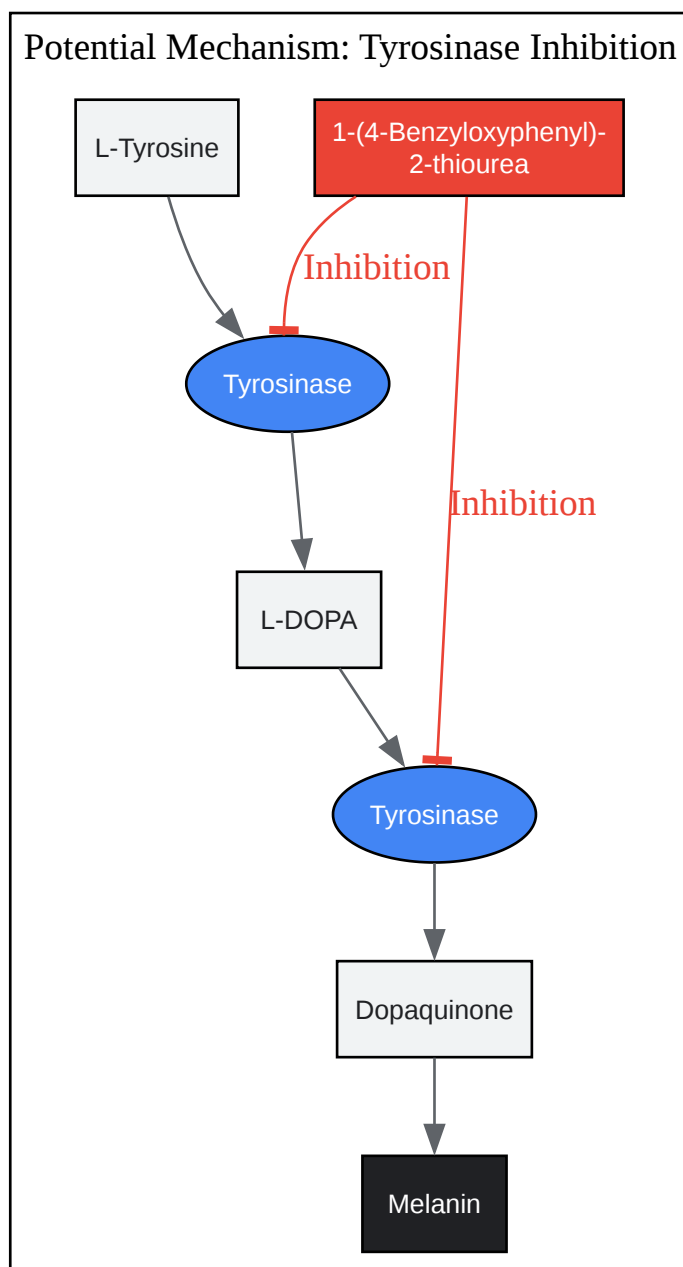 Potential Mechanism: Tyrosinase Inhibition
L-Tyrosine
1-(4-Benzyloxyphenyl)-
2-thiourea
Inhibition
Tyrosinase
Inhibition
L-DOPA
Tyrosinase
Dopaquinone
Melanin